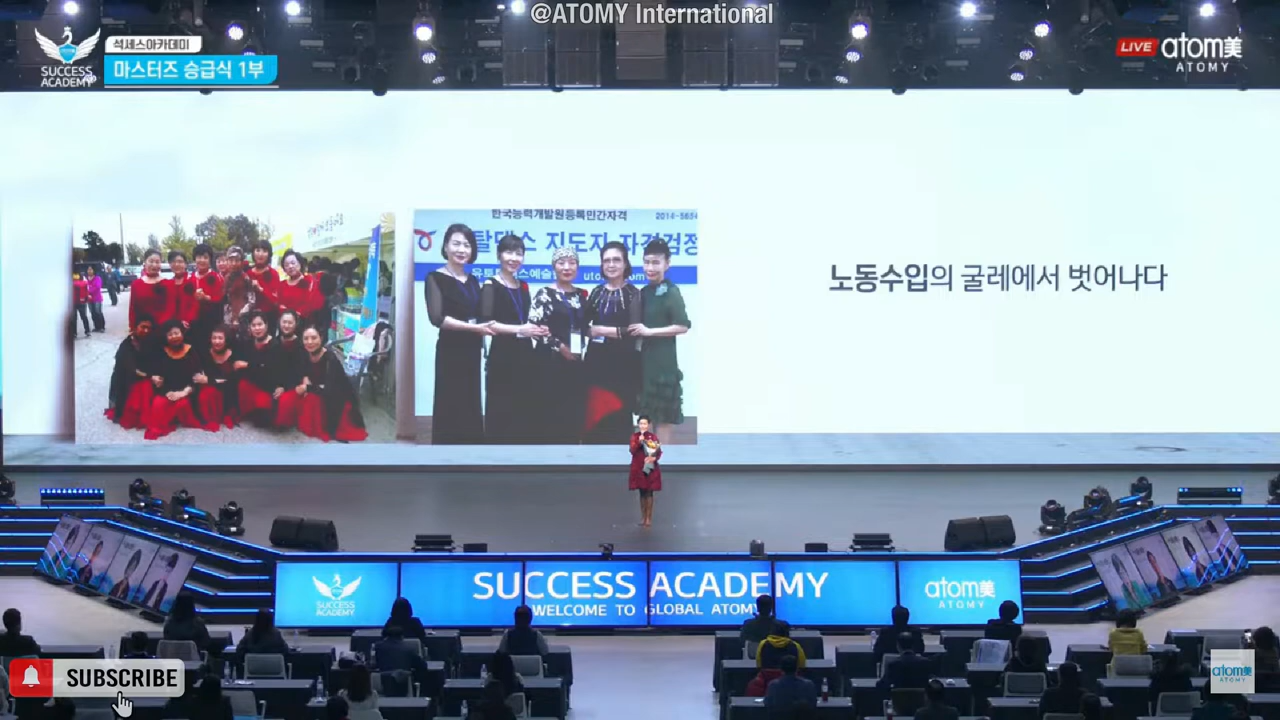 @ATOMY International
석세스아카데미
마스터즈 승급식 1부
SUCCESS
ACADEMY
LIVE atom美
ATOMY
한국능력개발원등록민간자격
탈댄스 지도자 자격검정
노동수입의 굴레에서 벗어나다
SUCCESS
ACADEMY
SUCCESS ACADEMY
WELCOME TO GLOBAL ATOMY
atom美
ATOMY
SUBSCRIBE
atom美
ATOMY